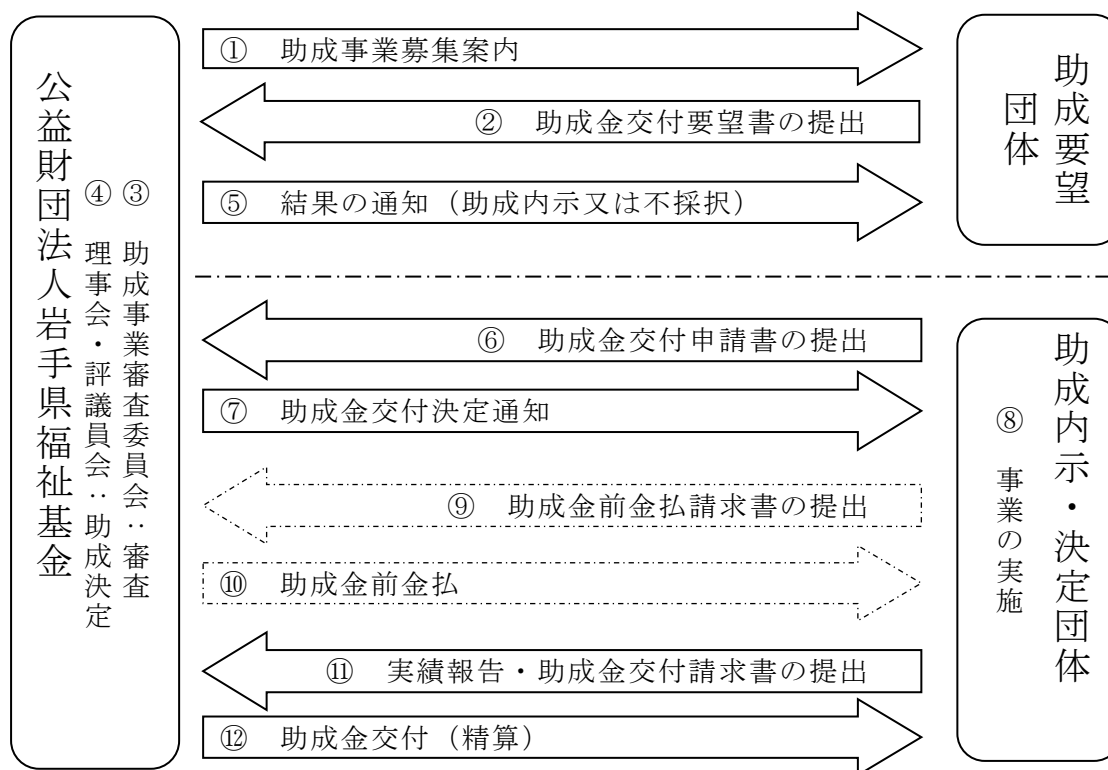 公益財団法人岩手県福祉基金
③　助成事業審査委員会：審査
④　理事会・評議員会：助成決定
①　助成事業募集案内
②　助成金交付要望書の提出
⑤　結果の通知（助成内示又は不採択）
助成要望
団体
⑥　助成金交付申請書の提出
⑦　助成金交付決定通知
⑨　助成金前金払請求書の提出
⑩　助成金前金払
⑪　実績報告・助成金交付請求書の提出
⑫　助成金交付（精算）
助成内示・決定団体
⑧　事業の実施